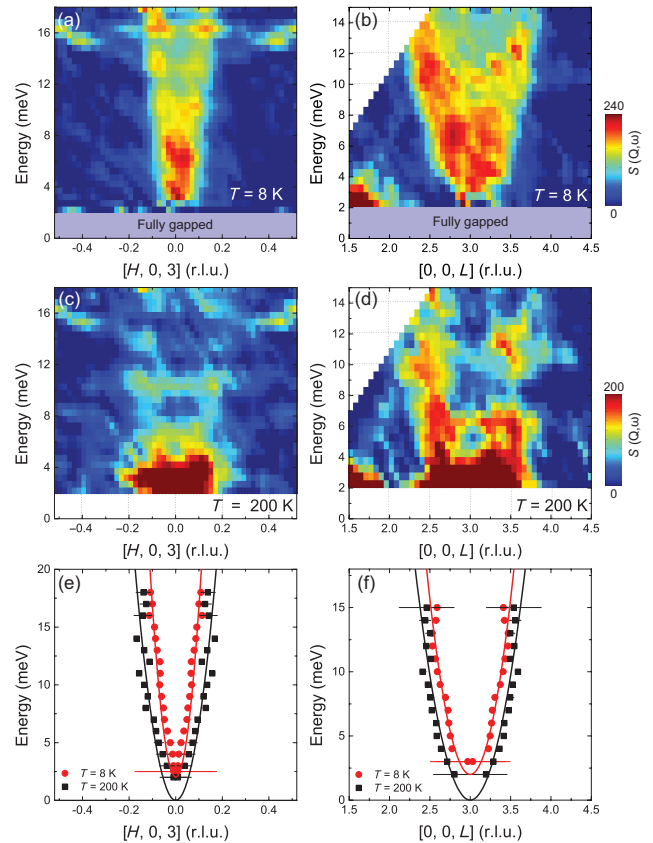 (a)
Energy (meV)
16
12
8
4
0
T = 8 K
Fully gapped
−0.4 −0.2 0.0 0.2 0.4
[H, 0, 3] (r.l.u.)
(b)
Energy (meV)
14
12
10
8
6
4
2
0
T = 8 K
Fully gapped
1.5 2.0 2.5 3.0 3.5 4.0 4.5
[0, 0, L] (r.l.u.)
240
0
S (Q,ω)
(c)
Energy (meV)
16
12
8
4
0
T = 200 K
−0.4 −0.2 0.0 0.2 0.4
[H, 0, 3] (r.l.u.)
(d)
Energy (meV)
14
12
10
8
6
4
2
0
T = 200 K
1.5 2.0 2.5 3.0 3.5 4.0 4.5
[0, 0, L] (r.l.u.)
200
0
S (Q,ω)
(e)
Energy (meV)
20
15
10
5
0
T = 8 K
T = 200 K
−0.4 −0.2 0.0 0.2 0.4
[H, 0, 3] (r.l.u.)
(f)
Energy (meV)
15
10
5
0
T = 8 K
T = 200 K
1.5 2.0 2.5 3.0 3.5 4.0 4.5
[0, 0, L] (r.l.u.)